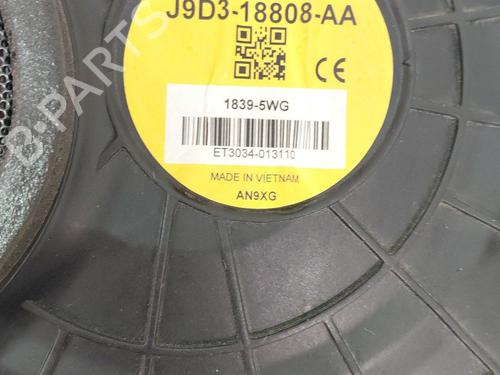 J9D3-18808-AA
CE
1839-5WG
ET3034-013110
MADE IN VIETNAM
AN9XG
B-PARTS